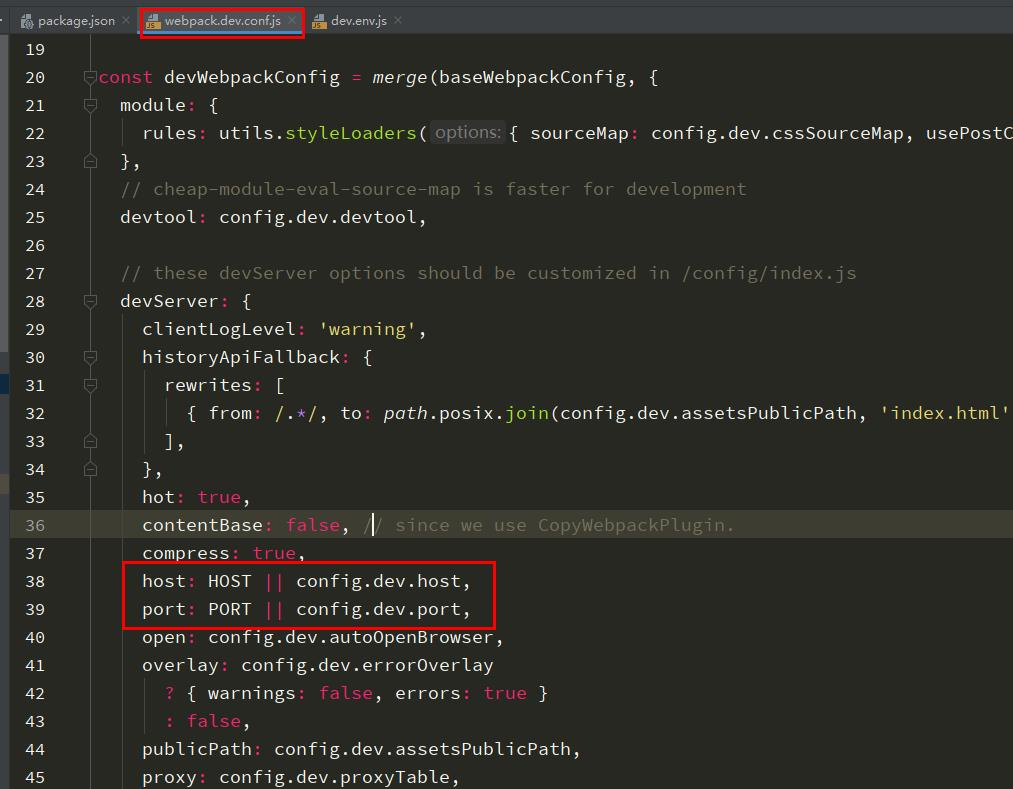 package.json × webpack.dev.conf.js × dev.env.js ×
19
20 const devWebpackConfig = merge(baseWebpackConfig, {
21 module: {
22 rules: utils.styleLoaders( options: { sourceMap: config.dev.cssSourceMap, usePostC
23 },
24 // cheap-module-eval-source-map is faster for development
25 devtool: config.dev.devtool,
26
27 // these devServer options should be customized in /config/index.js
28 devServer: {
29 clientLogLevel: 'warning',
30 historyApiFallback: {
31 rewrites: [
32 { from: /.*/, to: path.posix.join(config.dev.assetsPublicPath, 'index.html'
33 ],
34 },
35 hot: true,
36 contentBase: false, // since we use CopyWebpackPlugin.
37 compress: true,
38 host: HOST || config.dev.host,
39 port: PORT || config.dev.port,
40 open: config.dev.autoOpenBrowser,
41 overlay: config.dev.errorOverlay
42 ? { warnings: false, errors: true }
43 : false,
44 publicPath: config.dev.assetsPublicPath,
45 proxy: config.dev.proxyTable,